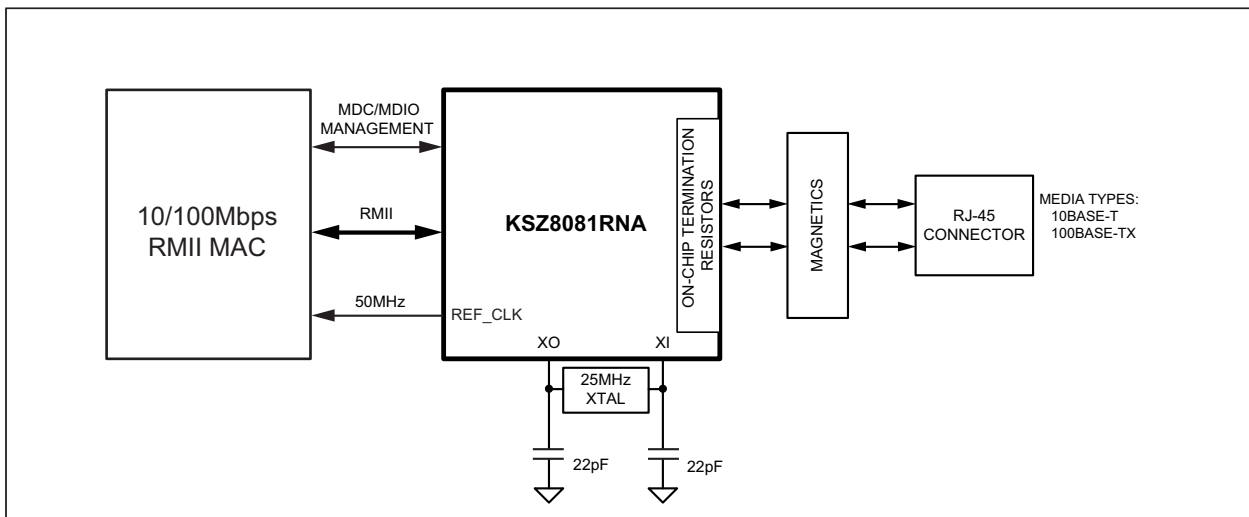 10/100Mbps
RMII MAC
MDC/MDIO
MANAGEMENT
RMII
50MHz
KSZ8081RNA
REF_CLK
XO
XI
ON-CHIP TERMINATION
RESISTORS
MAGNETICS
RJ-45
CONNECTOR
MEDIA TYPES:
10BASE-T
100BASE-TX
25MHz
XTAL
22pF
22pF